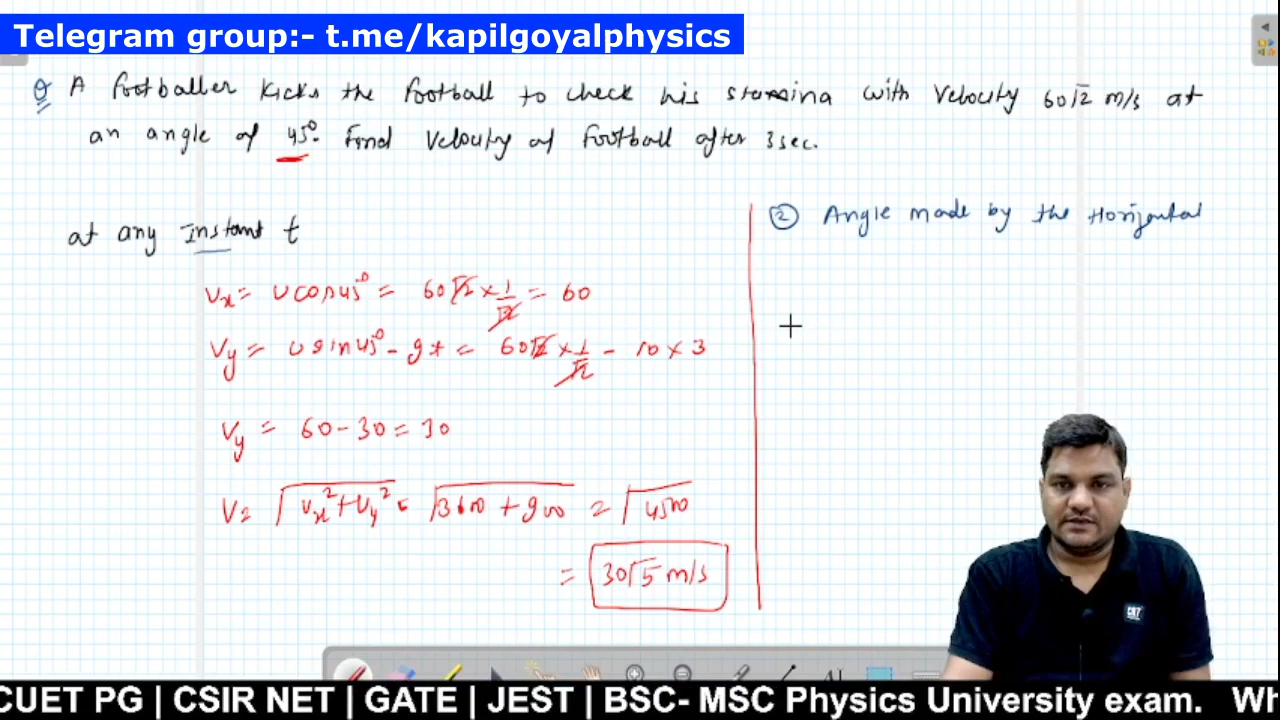 Telegram group:- t.me/kapilgoyalphysics
Q A footballer kicks the football to check his stamina with velocity 60√2 m/s at
an angle of 45°. Find velocity of football after 3sec.
at any Instant t
Vx = u cos45° = 60√2 × 1/√2 = 60
Vy = u sin45° - gt = 60√2 × 1/√2 - 10 × 3
Vy = 60 - 30 = 30
V = √Vx² + Vy² = √3600 + 900 = √4500
= 30√5 m/s
② Angle made by the Horizontal
CUET PG | CSIR NET | GATE | JEST | BSC- MSC Physics University exam. Wh